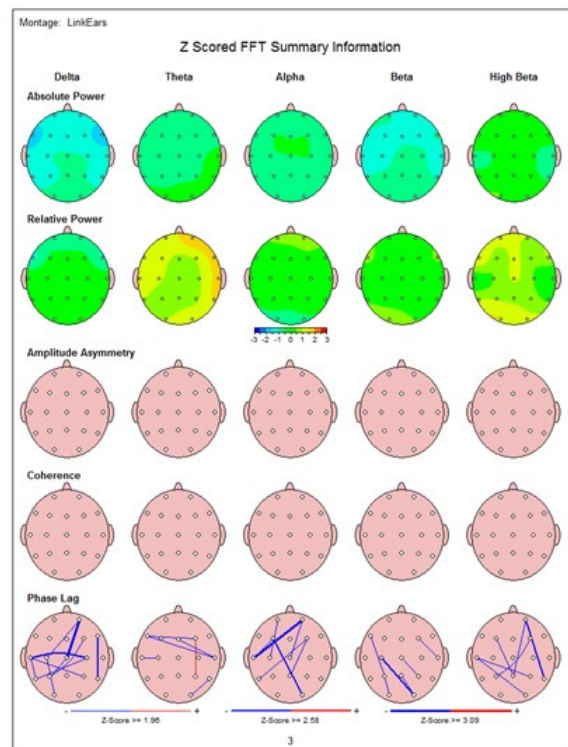 Montage: LinkEars
Z Scored FFT Summary Information
Delta Theta Alpha Beta High Beta
Absolute Power
Relative Power
-3 -2 -1 0 1 2 3
Amplitude Asymmetry
Coherence
Phase Lag
- + - + - +
Z-Score >= 1.96 Z-Score >= 2.58 Z-Score >= 3.09
3